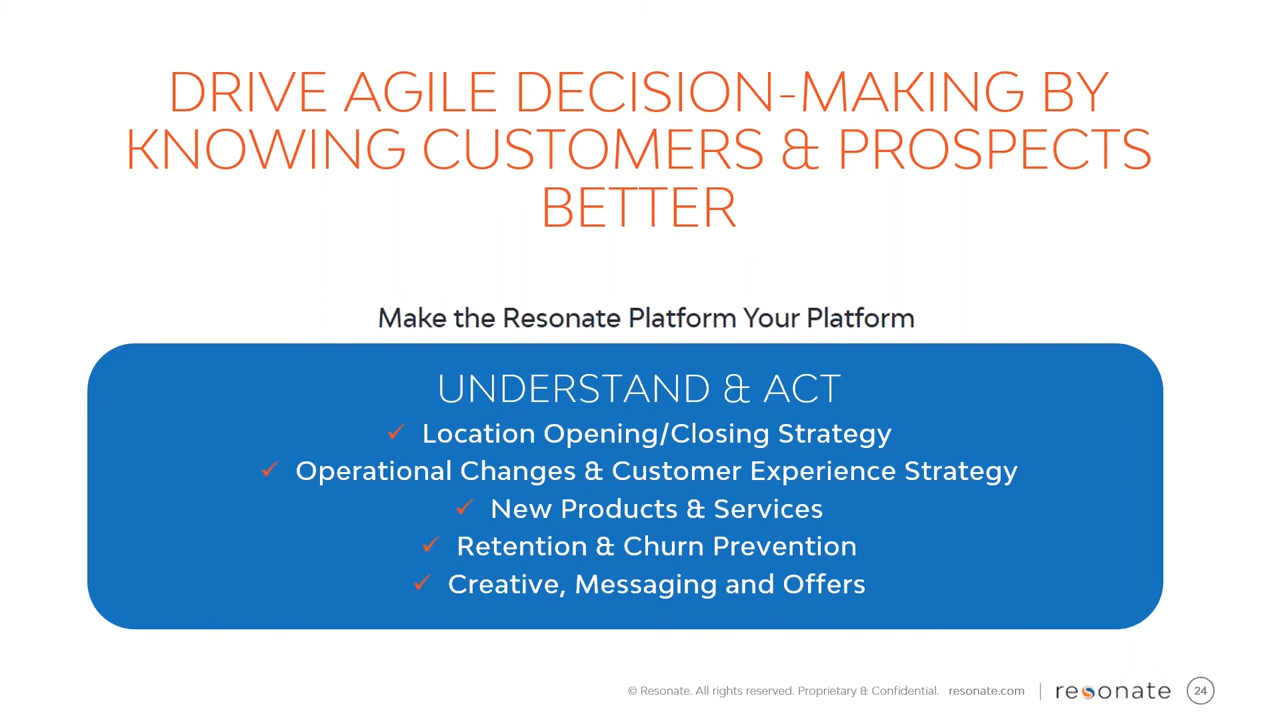 DRIVE AGILE DECISION-MAKING BY
KNOWING CUSTOMERS & PROSPECTS
BETTER
Make the Resonate Platform Your Platform
UNDERSTAND & ACT
✓ Location Opening/Closing Strategy
✓ Operational Changes & Customer Experience Strategy
✓ New Products & Services
✓ Retention & Churn Prevention
✓ Creative, Messaging and Offers
© Resonate. All rights reserved. Proprietary & Confidential. resonate.com | resonate 24